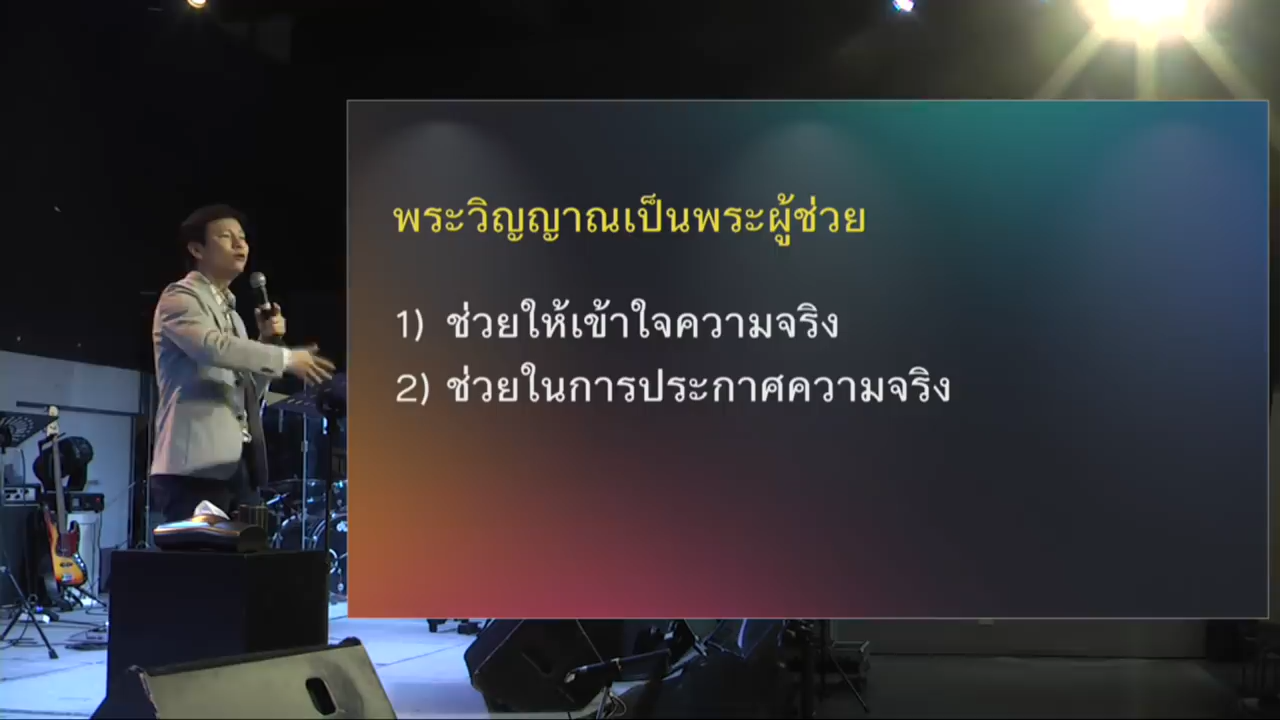 พระวิญญาณเป็นพระผู้ช่วย
1) ช่วยให้เข้าใจความจริง
2) ช่วยในการประกาศความจริง